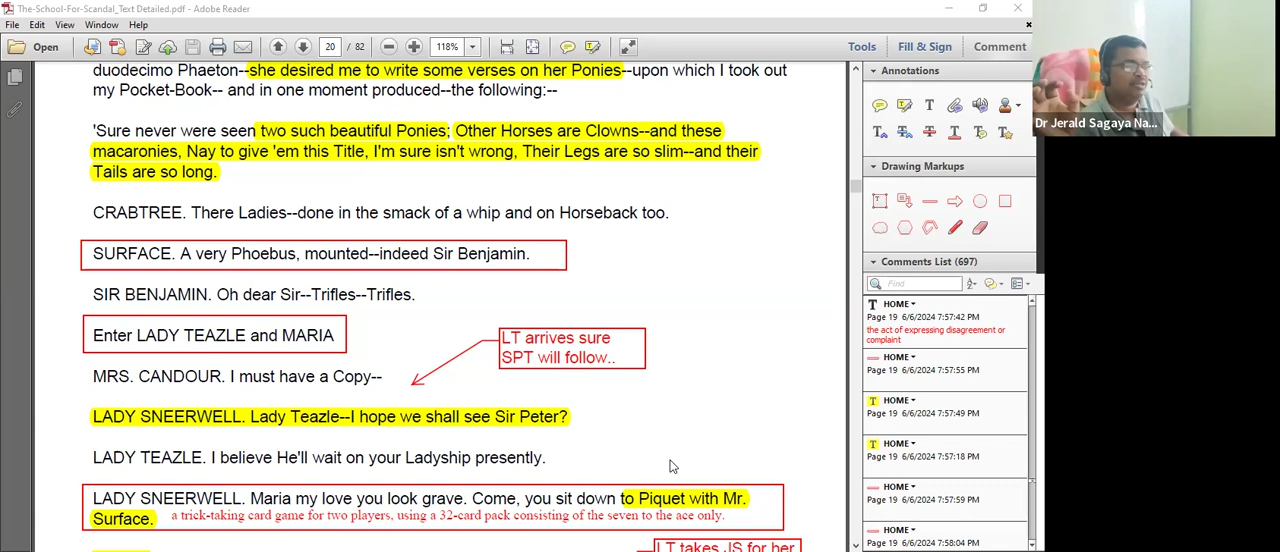 The-School-For-Scandal_Text Detailed.pdf - Adobe Reader
File Edit View Window Help
Open 20 / 82 118% Tools Fill & Sign Comment
duodecimo Phaeton--she desired me to write some verses on her Ponies--upon which I took out
my Pocket-Book-- and in one moment produced--the following:--
'Sure never were seen two such beautiful Ponies; Other Horses are Clowns--and these
macaronies, Nay to give 'em this Title, I'm sure isn't wrong, Their Legs are so slim--and their
Tails are so long.
CRABTREE. There Ladies--done in the smack of a whip and on Horseback too.
SURFACE. A very Phoebus, mounted--indeed Sir Benjamin.
SIR BENJAMIN. Oh dear Sir--Trifles--Trifles.
Enter LADY TEAZLE and MARIA
LT arrives sure
SPT will follow..
MRS. CANDOUR. I must have a Copy--
LADY SNEERWELL. Lady Teazle--I hope we shall see Sir Peter?
LADY TEAZLE. I believe He'll wait on your Ladyship presently.
LADY SNEERWELL. Maria my love you look grave. Come, you sit down to Piquet with Mr.
Surface. a trick-taking card game for two players, using a 32-card pack consisting of the seven to the ace only.
LT takes JS for her
Dr Jerald Sagaya Na...
Annotations
Drawing Markups
Comments List (697)
Find
HOME
Page 19 6/6/2024 7:57:42 PM
the act of expressing disagreement or
complaint
HOME
Page 19 6/6/2024 7:57:55 PM
HOME
Page 19 6/6/2024 7:57:49 PM
HOME
Page 19 6/6/2024 7:57:18 PM
HOME
Page 19 6/6/2024 7:57:59 PM
HOME
Page 19 6/6/2024 7:58:04 PM